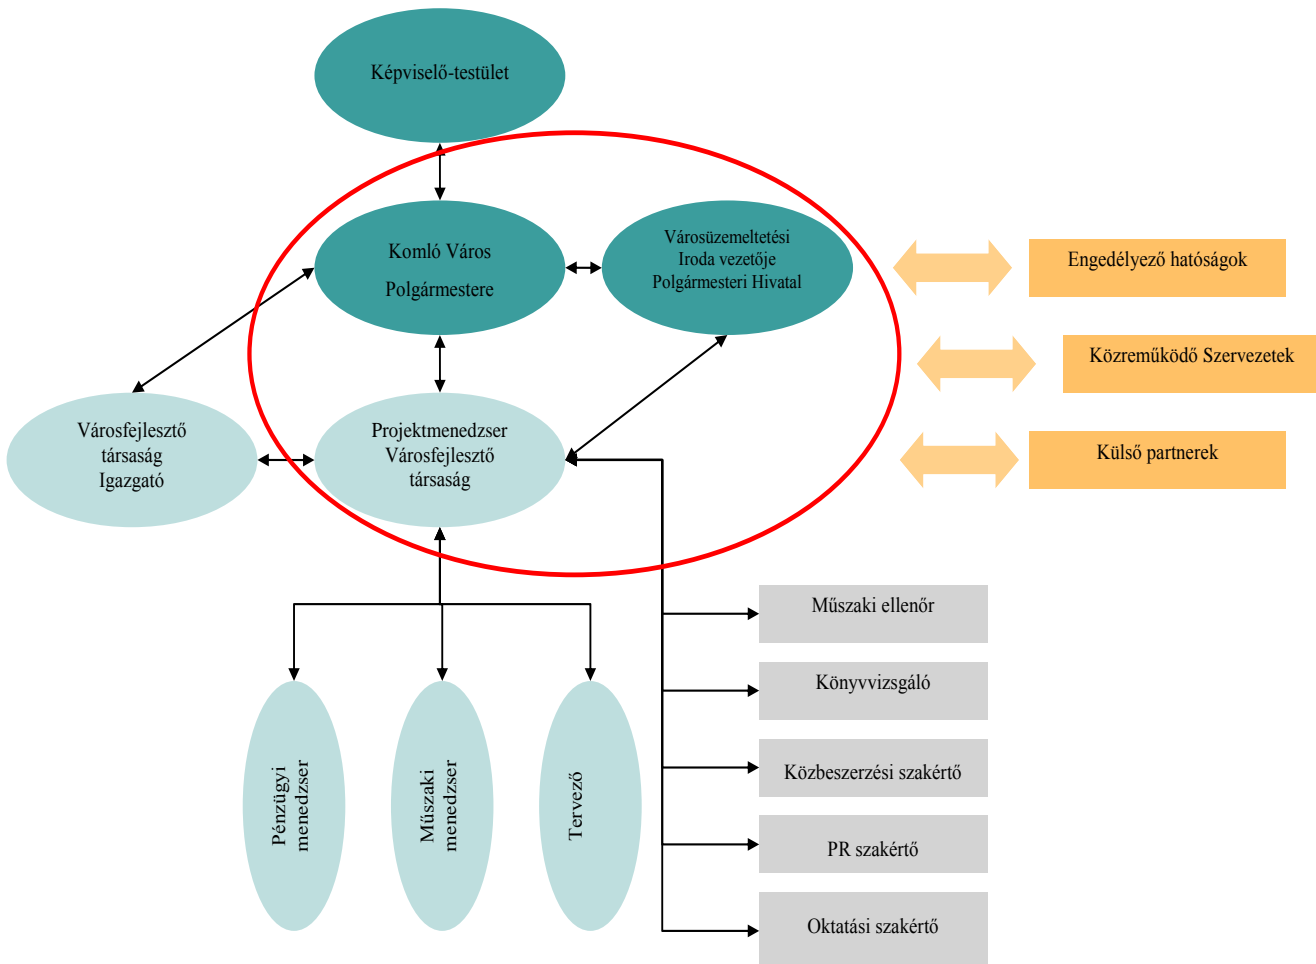 Képviselő-testület
Komló Város
Polgármestere
Városüzemeltetési
Iroda vezetője
Polgármesteri Hivatal
Engedélyező hatóságok
Közreműködő Szervezetek
Városfejlesztő
társaság
Igazgató
Projektmenedzser
Városfejlesztő
társaság
Külső partnerek
Műszaki ellenőr
Könyvvizsgáló
Közbeszerzési szakértő
PR szakértő
Oktatási szakértő
Pénzügyi
menedzser
Műszaki
menedzser
Tervező